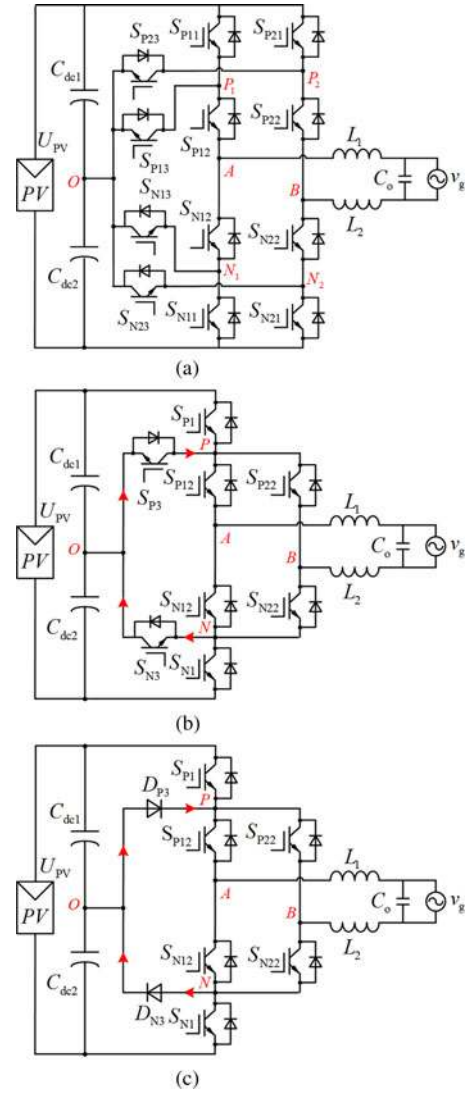 S_P11
S_P21
S_P23
C_dc1
P_1
P_2
S_P13
S_P12
S_P22
U_PV
L_1
O
A
PV
S_N13
B
C_o
v_g
S_N12
S_N22
L_2
C_dc2
N_1
N_2
S_N23
S_N11
S_N21
(a)
S_P1
P
C_dc1
S_P3
S_P12
S_P22
U_PV
L_1
O
A
PV
B
C_o
v_g
S_N12
S_N22
L_2
C_dc2
N
S_N3
S_N1
(b)
S_P1
D_P3
P
C_dc1
S_P12
S_P22
U_PV
L_1
O
A
PV
B
C_o
v_g
S_N12
S_N22
L_2
C_dc2
N
D_N3
S_N1
(c)